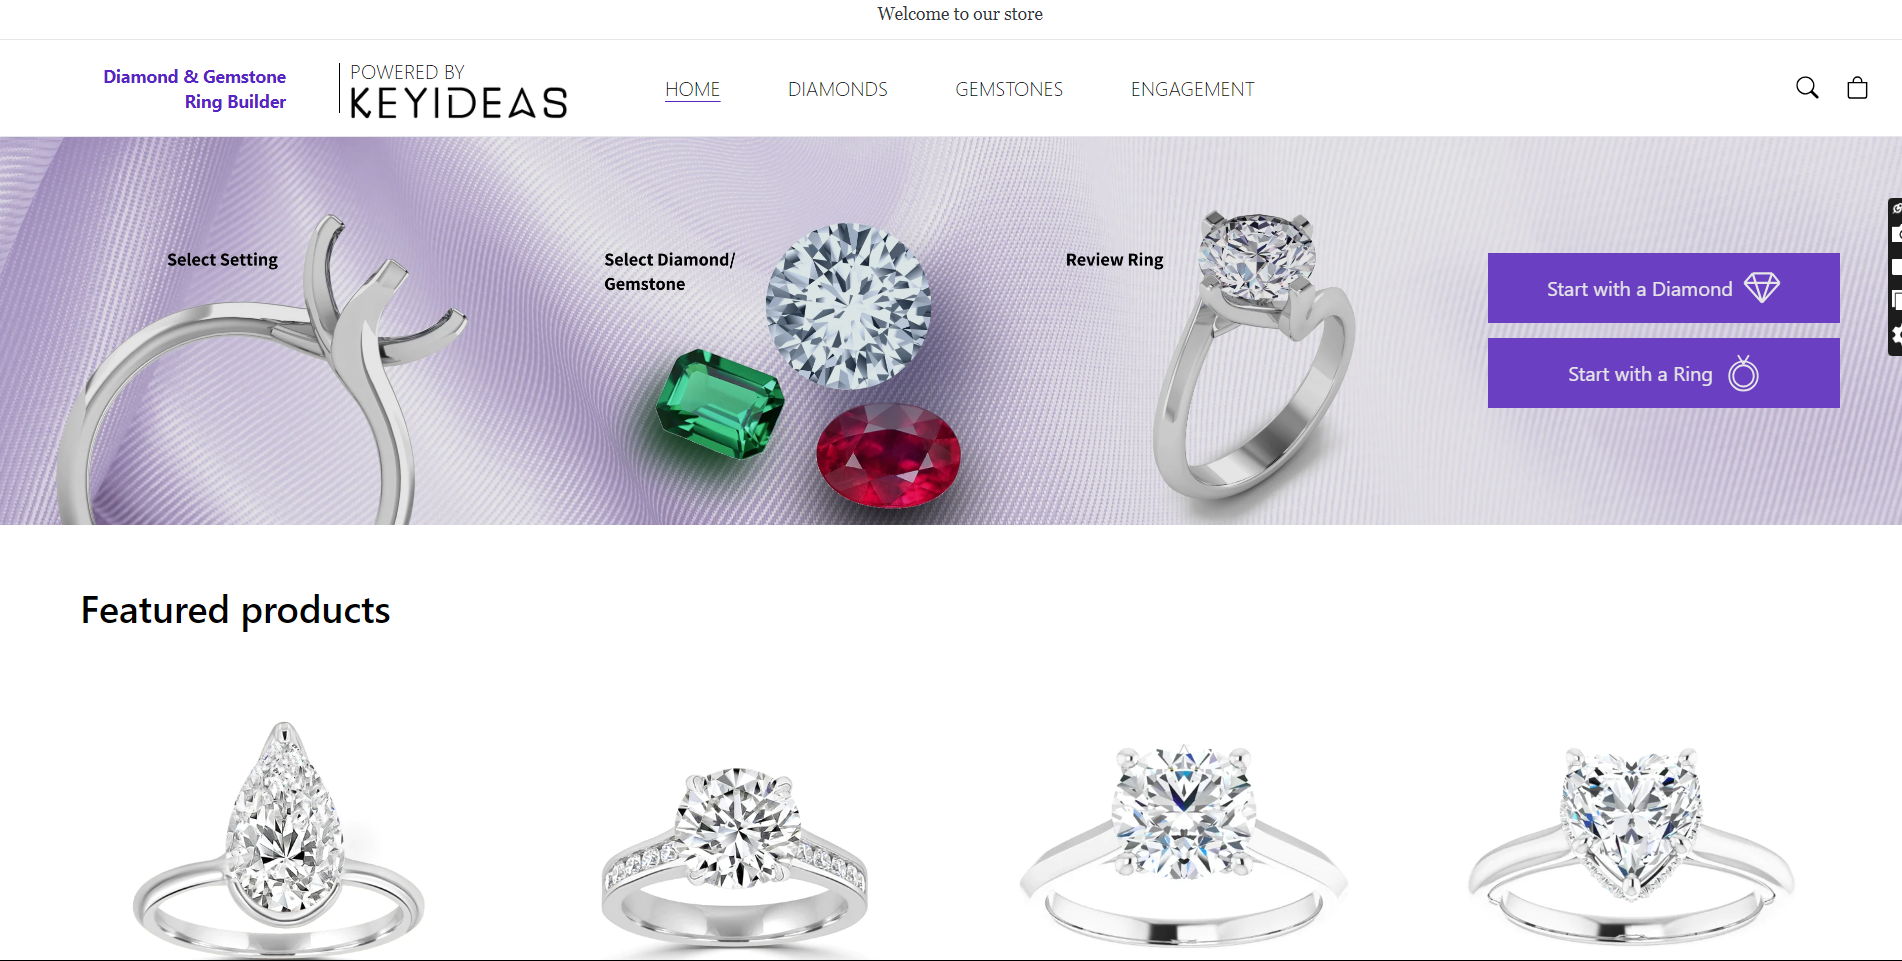 Welcome to our store
Diamond & Gemstone
Ring Builder
POWERED BY
KEYIDEAS
HOME
DIAMONDS
GEMSTONES
ENGAGEMENT
Select Setting
Select Diamond/
Gemstone
Review Ring
Start with a Diamond
Start with a Ring
Featured products